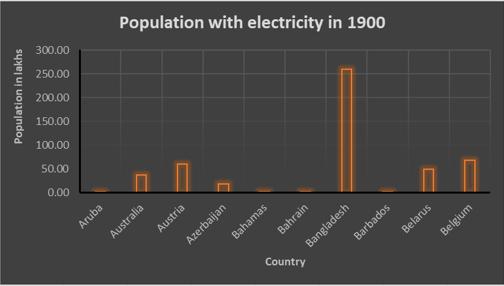 Population with electricity in 1900
Population in lakhs
300.00
250.00
200.00
150.00
100.00
50.00
0.00
Aruba
Australia
Austria
Azerbaijan
Bahamas
Bahrain
Bangladesh
Barbados
Belarus
Belgium
Country